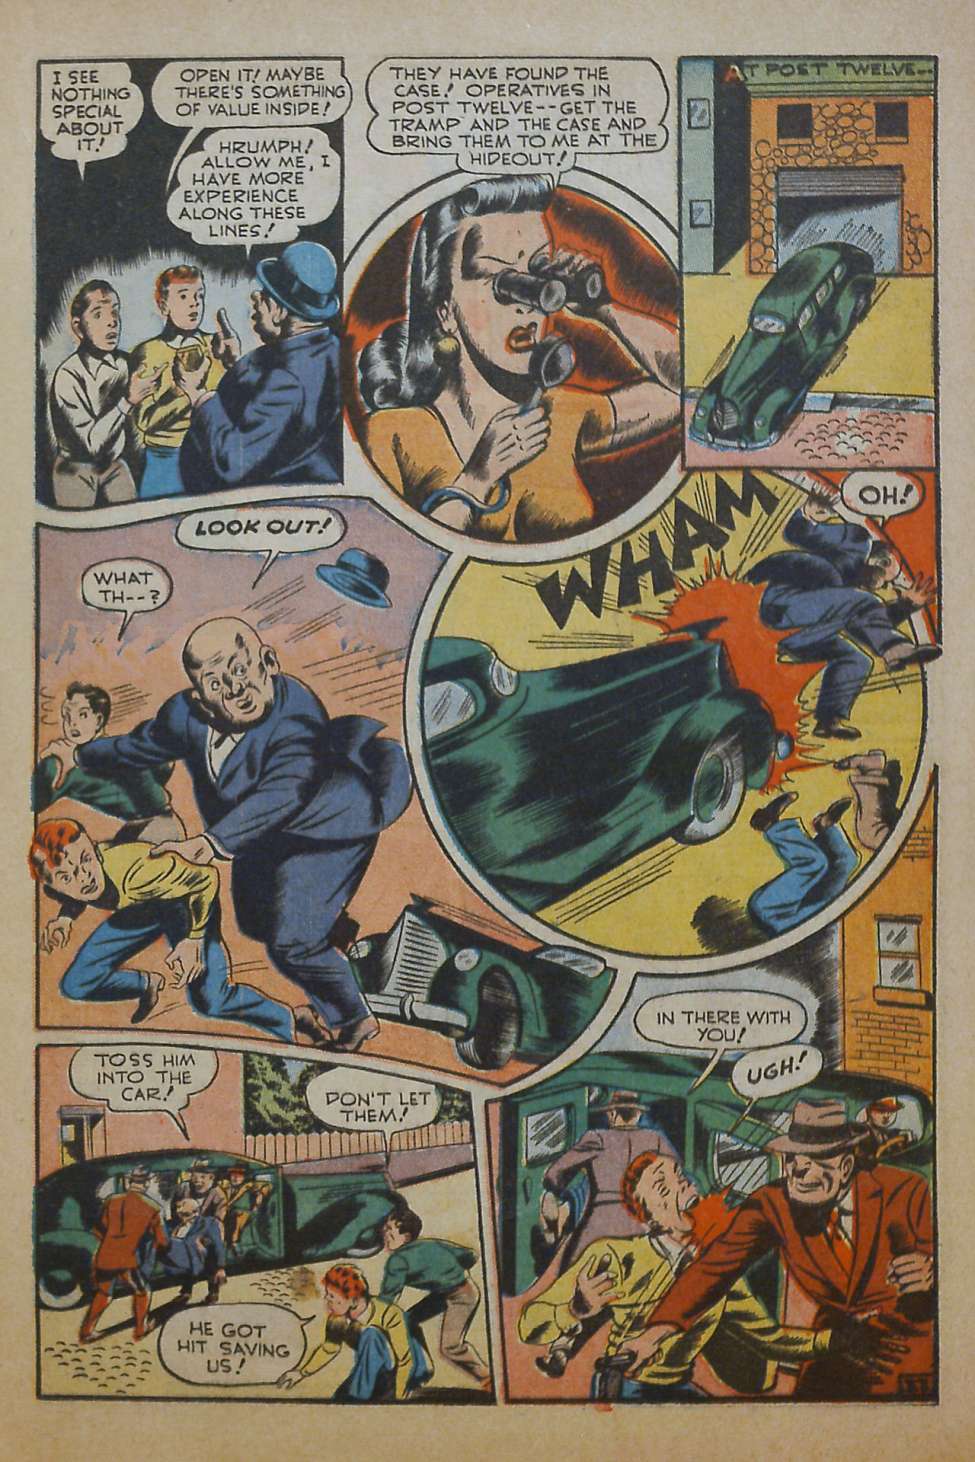 I SEE
NOTHING
SPECIAL
ABOUT
IT!
OPEN IT! MAYBE
THERE'S SOMETHING
OF VALUE INSIDE!
HRUMPH!
ALLOW ME, I
HAVE MORE
EXPERIENCE
ALONG THESE
LINES!
THEY HAVE FOUND THE
CASE! OPERATIVES IN
POST TWELVE-- GET THE
TRAMP AND THE CASE AND
BRING THEM TO ME AT THE
HIDEOUT!
AT POST TWELVE--
LOOK OUT!
WHAT
TH--?
WHAM
OH!
TOSS HIM
INTO THE
CAR!
DON'T LET
THEM!
HE GOT
HIT SAVING
US!
IN THERE WITH
YOU!
UGH!